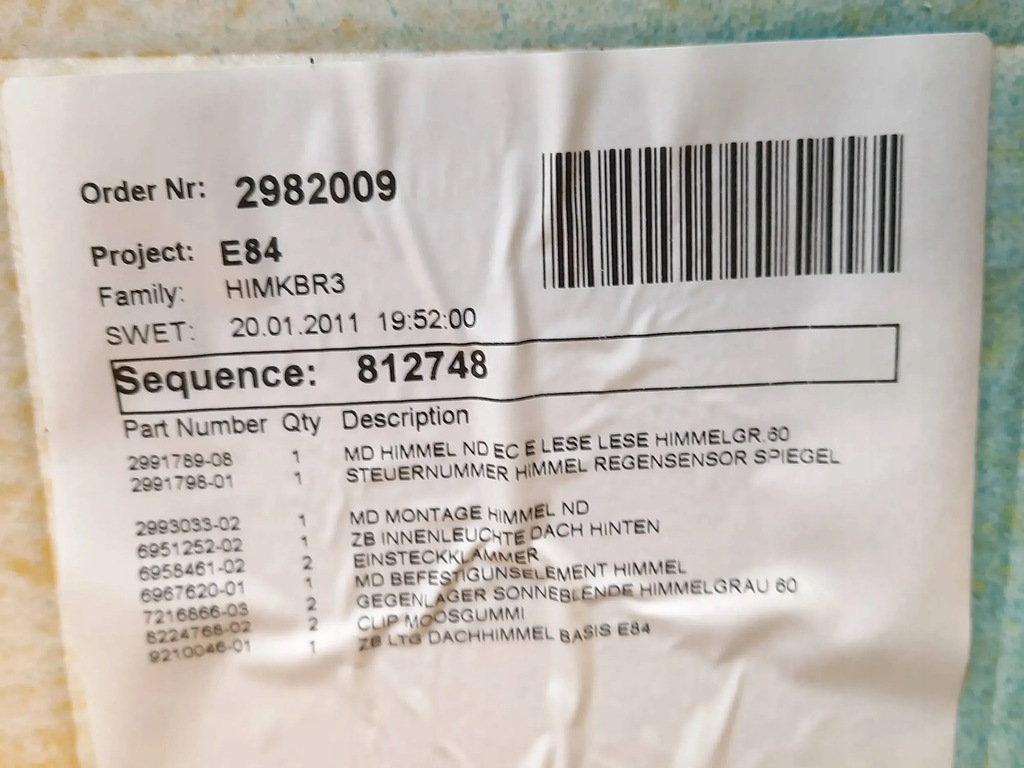 Order Nr: 2982009
Project: E84
Family: HIMKBR3
SWET: 20.01.2011 19:52:00
Sequence: 812748
Part Number Qty Description
2991789-08 1 MD HIMMEL ND EC E LESE LESE HIMMELGR.60
2991798-01 1 STEUERNUMMER HIMMEL REGENSENSOR SPIEGEL
2993033-02 1 MD MONTAGE HIMMEL ND
6951252-02 1 ZB INNENLEUCHTE DACH HINTEN
6958461-02 2 EINSTECKKLAMMER
6967620-01 1 MD BEFESTIGUNSELEMENT HIMMEL
7216866-03 2 GEGENLAGER SONNEBLENDE HIMMELGRAU 60
8224768-02 2 CLIP MOOSGUMMI
9210046-01 1 ZB LTG DACHHIMMEL BASIS E84